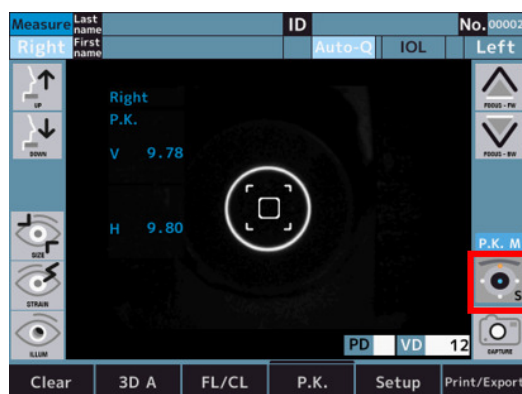 Measure Last name ID No. 00002
Right First name Auto-Q IOL Left
UP
FOCUS - FW
DOWN
FOCUS - BW
Right
P.K.
V 9.78
H 9.80
SIZE
P.K. M
STRAIN
S
ILLUM
CAPTURE
PD VD 12
Clear 3D A FL/CL P.K. Setup Print/Export